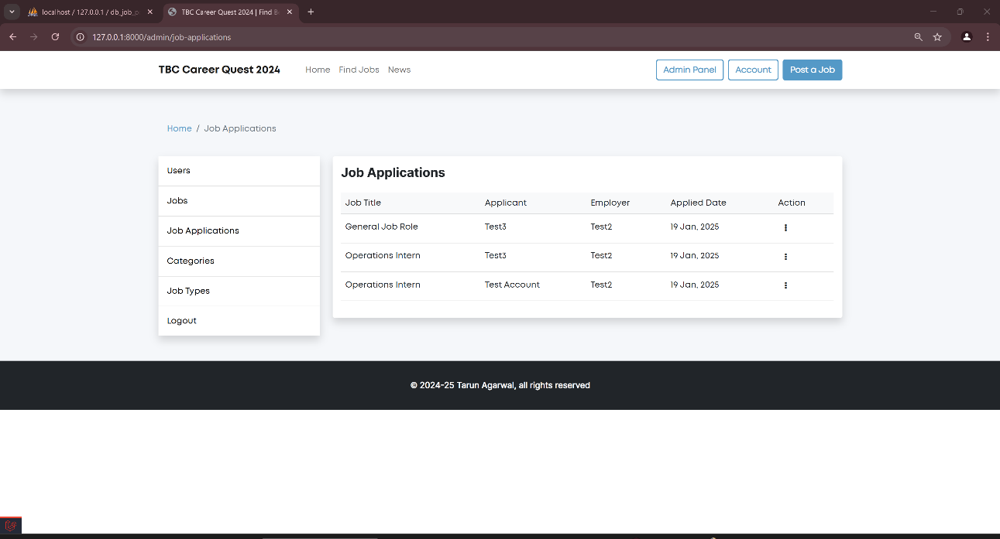 localhost / 127.0.0.1 / db_job_p
TBC Career Quest 2024 | Find B
127.0.0.1:8000/admin/job-applications
TBC Career Quest 2024 Home Find Jobs News Admin Panel Account Post a Job
Home / Job Applications
Users
Jobs
Job Applications
Categories
Job Types
Logout
Job Applications
Job Title Applicant Employer Applied Date Action
General Job Role Test3 Test2 19 Jan, 2025
Operations Intern Test3 Test2 19 Jan, 2025
Operations Intern Test Account Test2 19 Jan, 2025
© 2024-25 Tarun Agarwal, all rights reserved